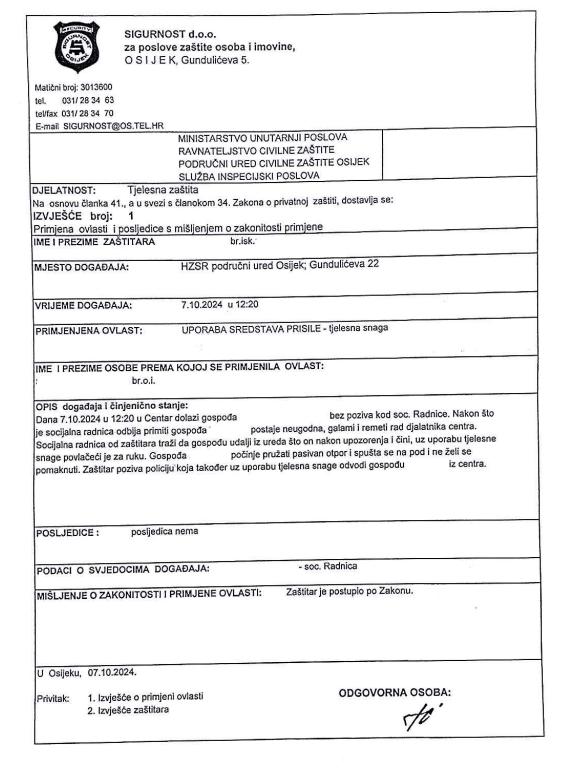 SECURITY
SIGURNOST
OSIJEK
SIGURNOST d.o.o.
za poslove zaštite osoba i imovine,
O S I J E K, Gundulićeva 5.
Matični broj: 3013600
tel. 031/ 28 34 63
tel/fax 031/ 28 34 70
E-mail SIGURNOST@OS.TEL.HR
MINISTARSTVO UNUTARNJI POSLOVA
RAVNATELJSTVO CIVILNE ZAŠTITE
PODRUČNI URED CIVILNE ZAŠTITE OSIJEK
SLUŽBA INSPECIJSKI POSLOVA
DJELATNOST: Tjelesna zaštita
Na osnovu članka 41., a u svezi s članokom 34. Zakona o privatnoj zaštiti, dostavlja se:
IZVJEŠĆE broj: 1
Primjena ovlasti i posljedice s mišljenjem o zakonitosti primjene
IME I PREZIME ZAŠTITARA br.isk.
MJESTO DOGAĐAJA: HZSR područni ured Osijek; Gundulićeva 22
VRIJEME DOGAĐAJA: 7.10.2024 u 12:20
PRIMJENJENA OVLAST: UPORABA SREDSTAVA PRISILE - tjelesna snaga
IME I PREZIME OSOBE PREMA KOJOJ SE PRIMJENILA OVLAST:
: br.o.i.
OPIS događaja i činjenično stanje:
Dana 7.10.2024 u 12:20 u Centar dolazi gospođa bez poziva kod soc. Radnice. Nakon što
je socijalna radnica odbija primiti gospođa postaje neugodna, galami i remeti rad djalatnika centra.
Socijalna radnica od zaštitara traži da gospođu udalji iz ureda što on nakon upozorenja i čini, uz uporabu tjelesne
snage povlačeći je za ruku. Gospođa počinje pružati pasivan otpor i spušta se na pod i ne želi se
pomaknuti. Zaštitar poziva policiju koja također uz uporabu tjelesna snage odvodi gospođu iz centra.
POSLJEDICE : posljedica nema
PODACI O SVJEDOCIMA DOGAĐAJA: - soc. Radnica
MIŠLJENJE O ZAKONITOSTI I PRIMJENE OVLASTI: Zaštitar je postuplo po Zakonu.
U Osijeku, 07.10.2024.
Privitak: 1. Izvješće o primjeni ovlasti
2. Izvješće zaštitara
ODGOVORNA OSOBA: